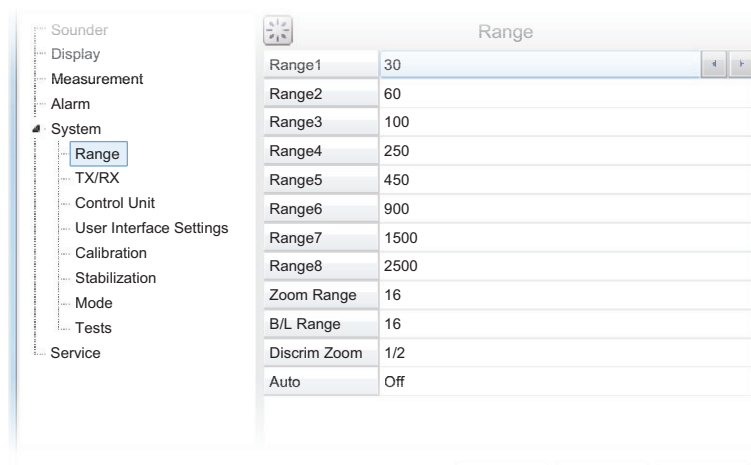 Sounder
Display
Measurement
Alarm
System
Range
TX/RX
Control Unit
User Interface Settings
Calibration
Stabilization
Mode
Tests
Service
Range
Range1 30
Range2 60
Range3 100
Range4 250
Range5 450
Range6 900
Range7 1500
Range8 2500
Zoom Range 16
B/L Range 16
Discrim Zoom 1/2
Auto Off